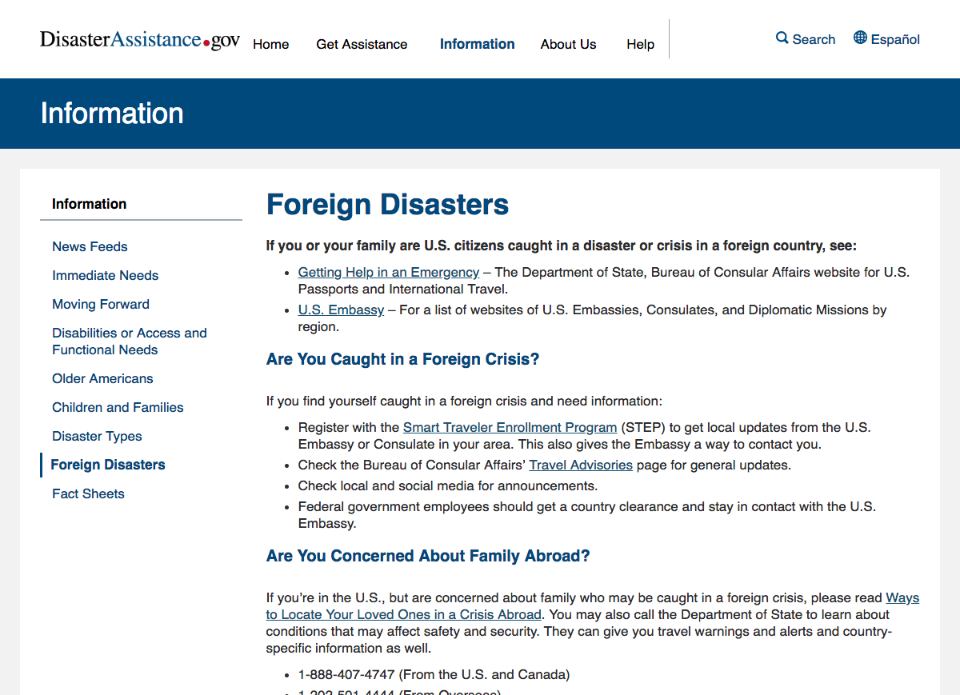 DisasterAssistance.gov
Home
Get Assistance
Information
About Us
Help
Search
Español
Information
Information
News Feeds
Immediate Needs
Moving Forward
Disabilities or Access and
Functional Needs
Older Americans
Children and Families
Disaster Types
Foreign Disasters
Fact Sheets
Foreign Disasters
If you or your family are U.S. citizens caught in a disaster or crisis in a foreign country, see:
• Getting Help in an Emergency – The Department of State, Bureau of Consular Affairs website for U.S.
Passports and International Travel.
• U.S. Embassy – For a list of websites of U.S. Embassies, Consulates, and Diplomatic Missions by
region.
Are You Caught in a Foreign Crisis?
If you find yourself caught in a foreign crisis and need information:
• Register with the Smart Traveler Enrollment Program (STEP) to get local updates from the U.S.
Embassy or Consulate in your area. This also gives the Embassy a way to contact you.
• Check the Bureau of Consular Affairs’ Travel Advisories page for general updates.
• Check local and social media for announcements.
• Federal government employees should get a country clearance and stay in contact with the U.S.
Embassy.
Are You Concerned About Family Abroad?
If you’re in the U.S., but are concerned about family who may be caught in a foreign crisis, please read Ways
to Locate Your Loved Ones in a Crisis Abroad. You may also call the Department of State to learn about
conditions that may affect safety and security. They can give you travel warnings and alerts and country-
specific information as well.
• 1-888-407-4747 (From the U.S. and Canada)
• 1-202-501-4444 (From Overseas)